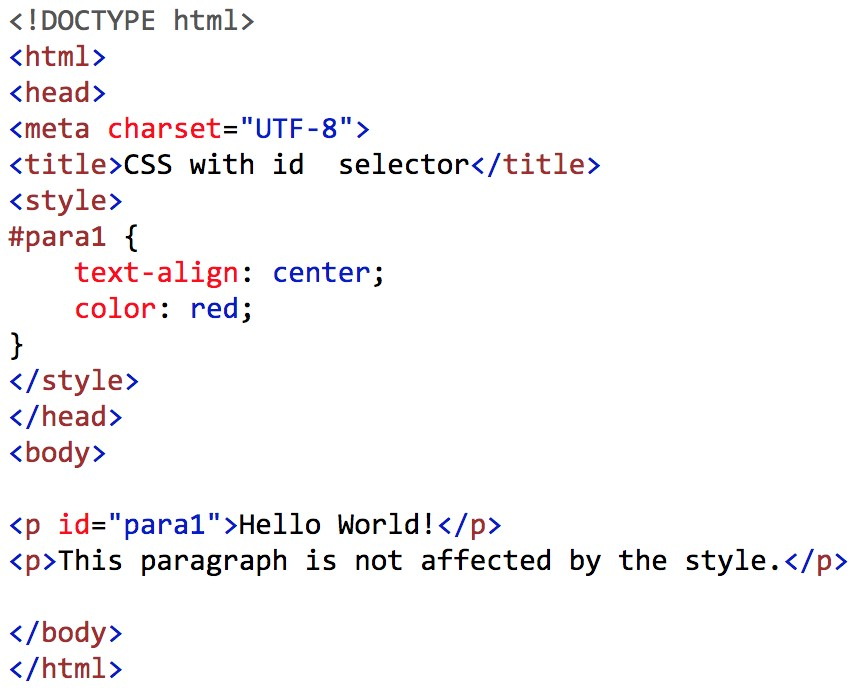 <!DOCTYPE html>
<html>
<head>
<meta charset="UTF-8">
<title>CSS with id  selector</title>
<style>
#para1 {
    text-align: center;
    color: red;
}
</style>
</head>
<body>

<p id="para1">Hello World!</p>
<p>This paragraph is not affected by the style.</p>

</body>
</html>